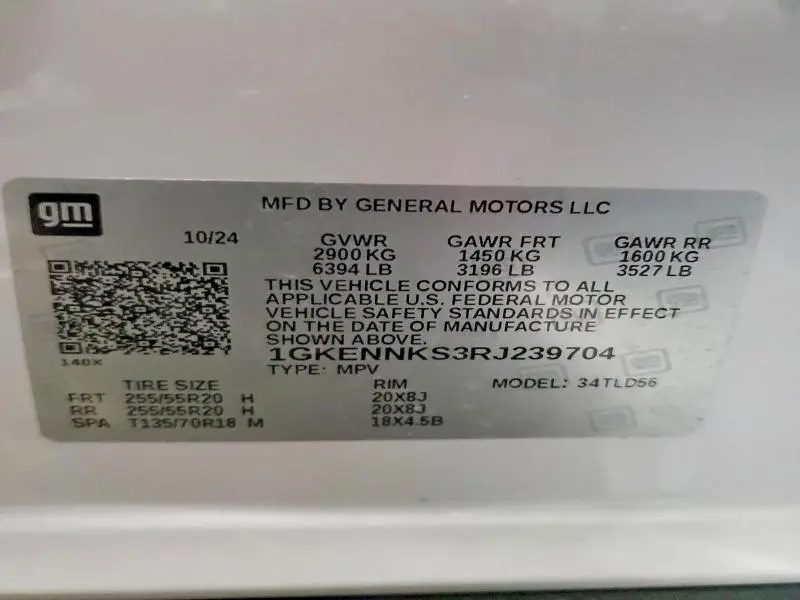 gm
MFD BY GENERAL MOTORS LLC
10/24 GVWR GAWR FRT GAWR RR
2900 KG 1450 KG 1600 KG
6394 LB 3196 LB 3527 LB
THIS VEHICLE CONFORMS TO ALL
APPLICABLE U.S. FEDERAL MOTOR
VEHICLE SAFETY STANDARDS IN EFFECT
ON THE DATE OF MANUFACTURE
SHOWN ABOVE.
140X
1GKENNKS3RJ239704
TYPE: MPV
TIRE SIZE RIM MODEL: 34TLD56
FRT 255/55R20 H 20X8J
RR 255/55R20 H 20X8J
SPA T135/70R18 M 18X4.5B